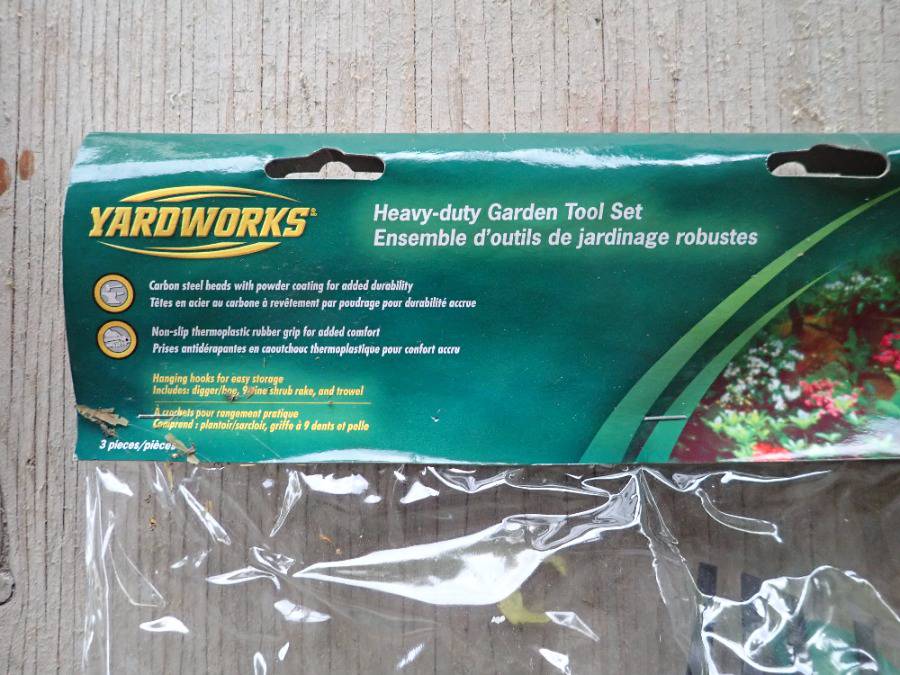 YARDWORKS®
Heavy-duty Garden Tool Set
Ensemble d'outils de jardinage robustes
Carbon steel heads with powder coating for added durability
Têtes en acier au carbone à revêtement par poudrage pour durabilité accrue
Non-slip thermoplastic rubber grip for added comfort
Prises antidérapantes en caoutchouc thermoplastique pour confort accru
Hanging hooks for easy storage
Includes: digger/hoe, 9-tine shrub rake, and trowel
À crochets pour rangement pratique
Comprend : plantoir/sarcloir, griffe à 9 dents et pelle
3 pieces/pièces